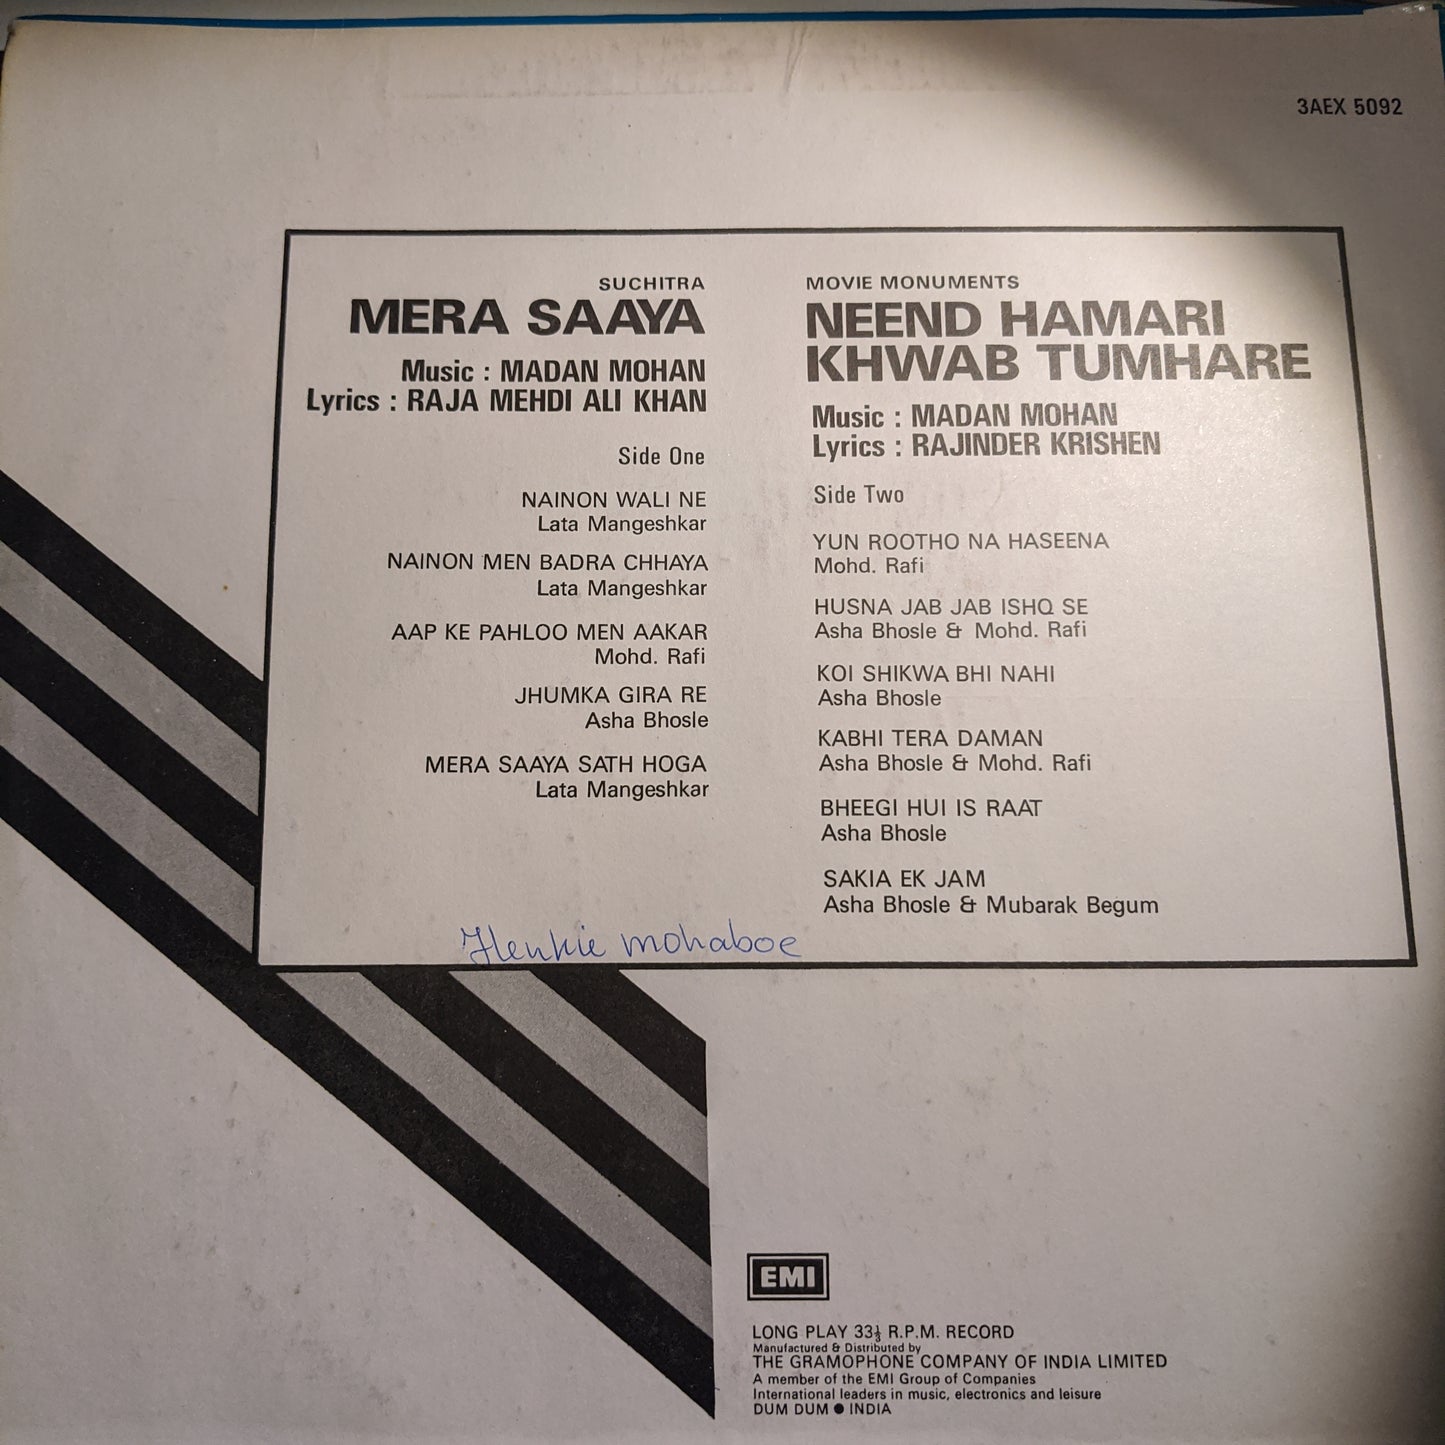 3AEX 5092
SUCHITRA
MERA SAAYA
Music : MADAN MOHAN
Lyrics : RAJA MEHDI ALI KHAN
Side One
NAINON WALI NE
Lata Mangeshkar
NAINON MEN BADRA CHHAYA
Lata Mangeshkar
AAP KE PAHLOO MEN AAKAR
Mohd. Rafi
JHUMKA GIRA RE
Asha Bhosle
MERA SAAYA SATH HOGA
Lata Mangeshkar
MOVIE MONUMENTS
NEEND HAMARI
KHWAB TUMHARE
Music : MADAN MOHAN
Lyrics : RAJINDER KRISHEN
Side Two
YUN ROOTHO NA HASEENA
Mohd. Rafi
HUSNA JAB JAB ISHQ SE
Asha Bhosle & Mohd. Rafi
KOI SHIKWA BHI NAHI
Asha Bhosle
KABHI TERA DAMAN
Asha Bhosle & Mohd. Rafi
BHEEGI HUI IS RAAT
Asha Bhosle
SAKIA EK JAM
Asha Bhosle & Mubarak Begum
Henkie mohaboe
EMI
LONG PLAY 33⅓ R.P.M. RECORD
Manufactured & Distributed by
THE GRAMOPHONE COMPANY OF INDIA LIMITED
A member of the EMI Group of Companies
International leaders in music, electronics and leisure
DUM DUM ● INDIA